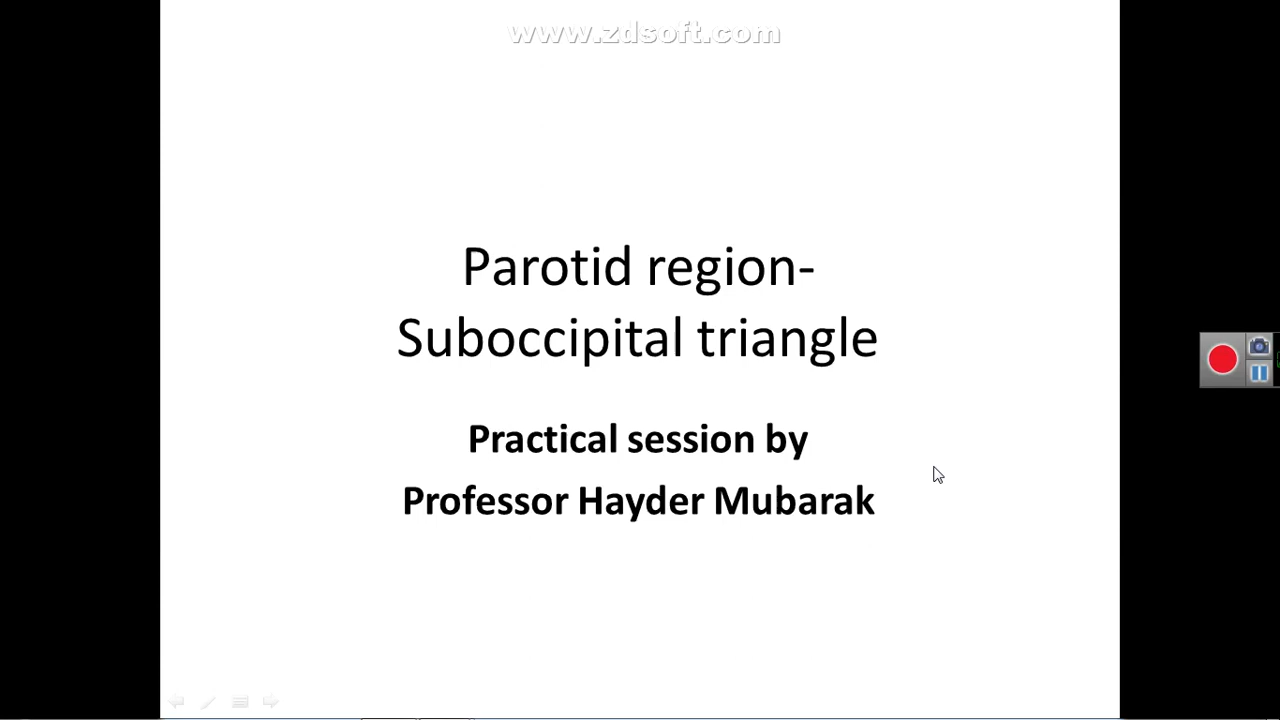 www.zdsoft.com
Parotid region-
Suboccipital triangle
Practical session by
Professor Hayder Mubarak